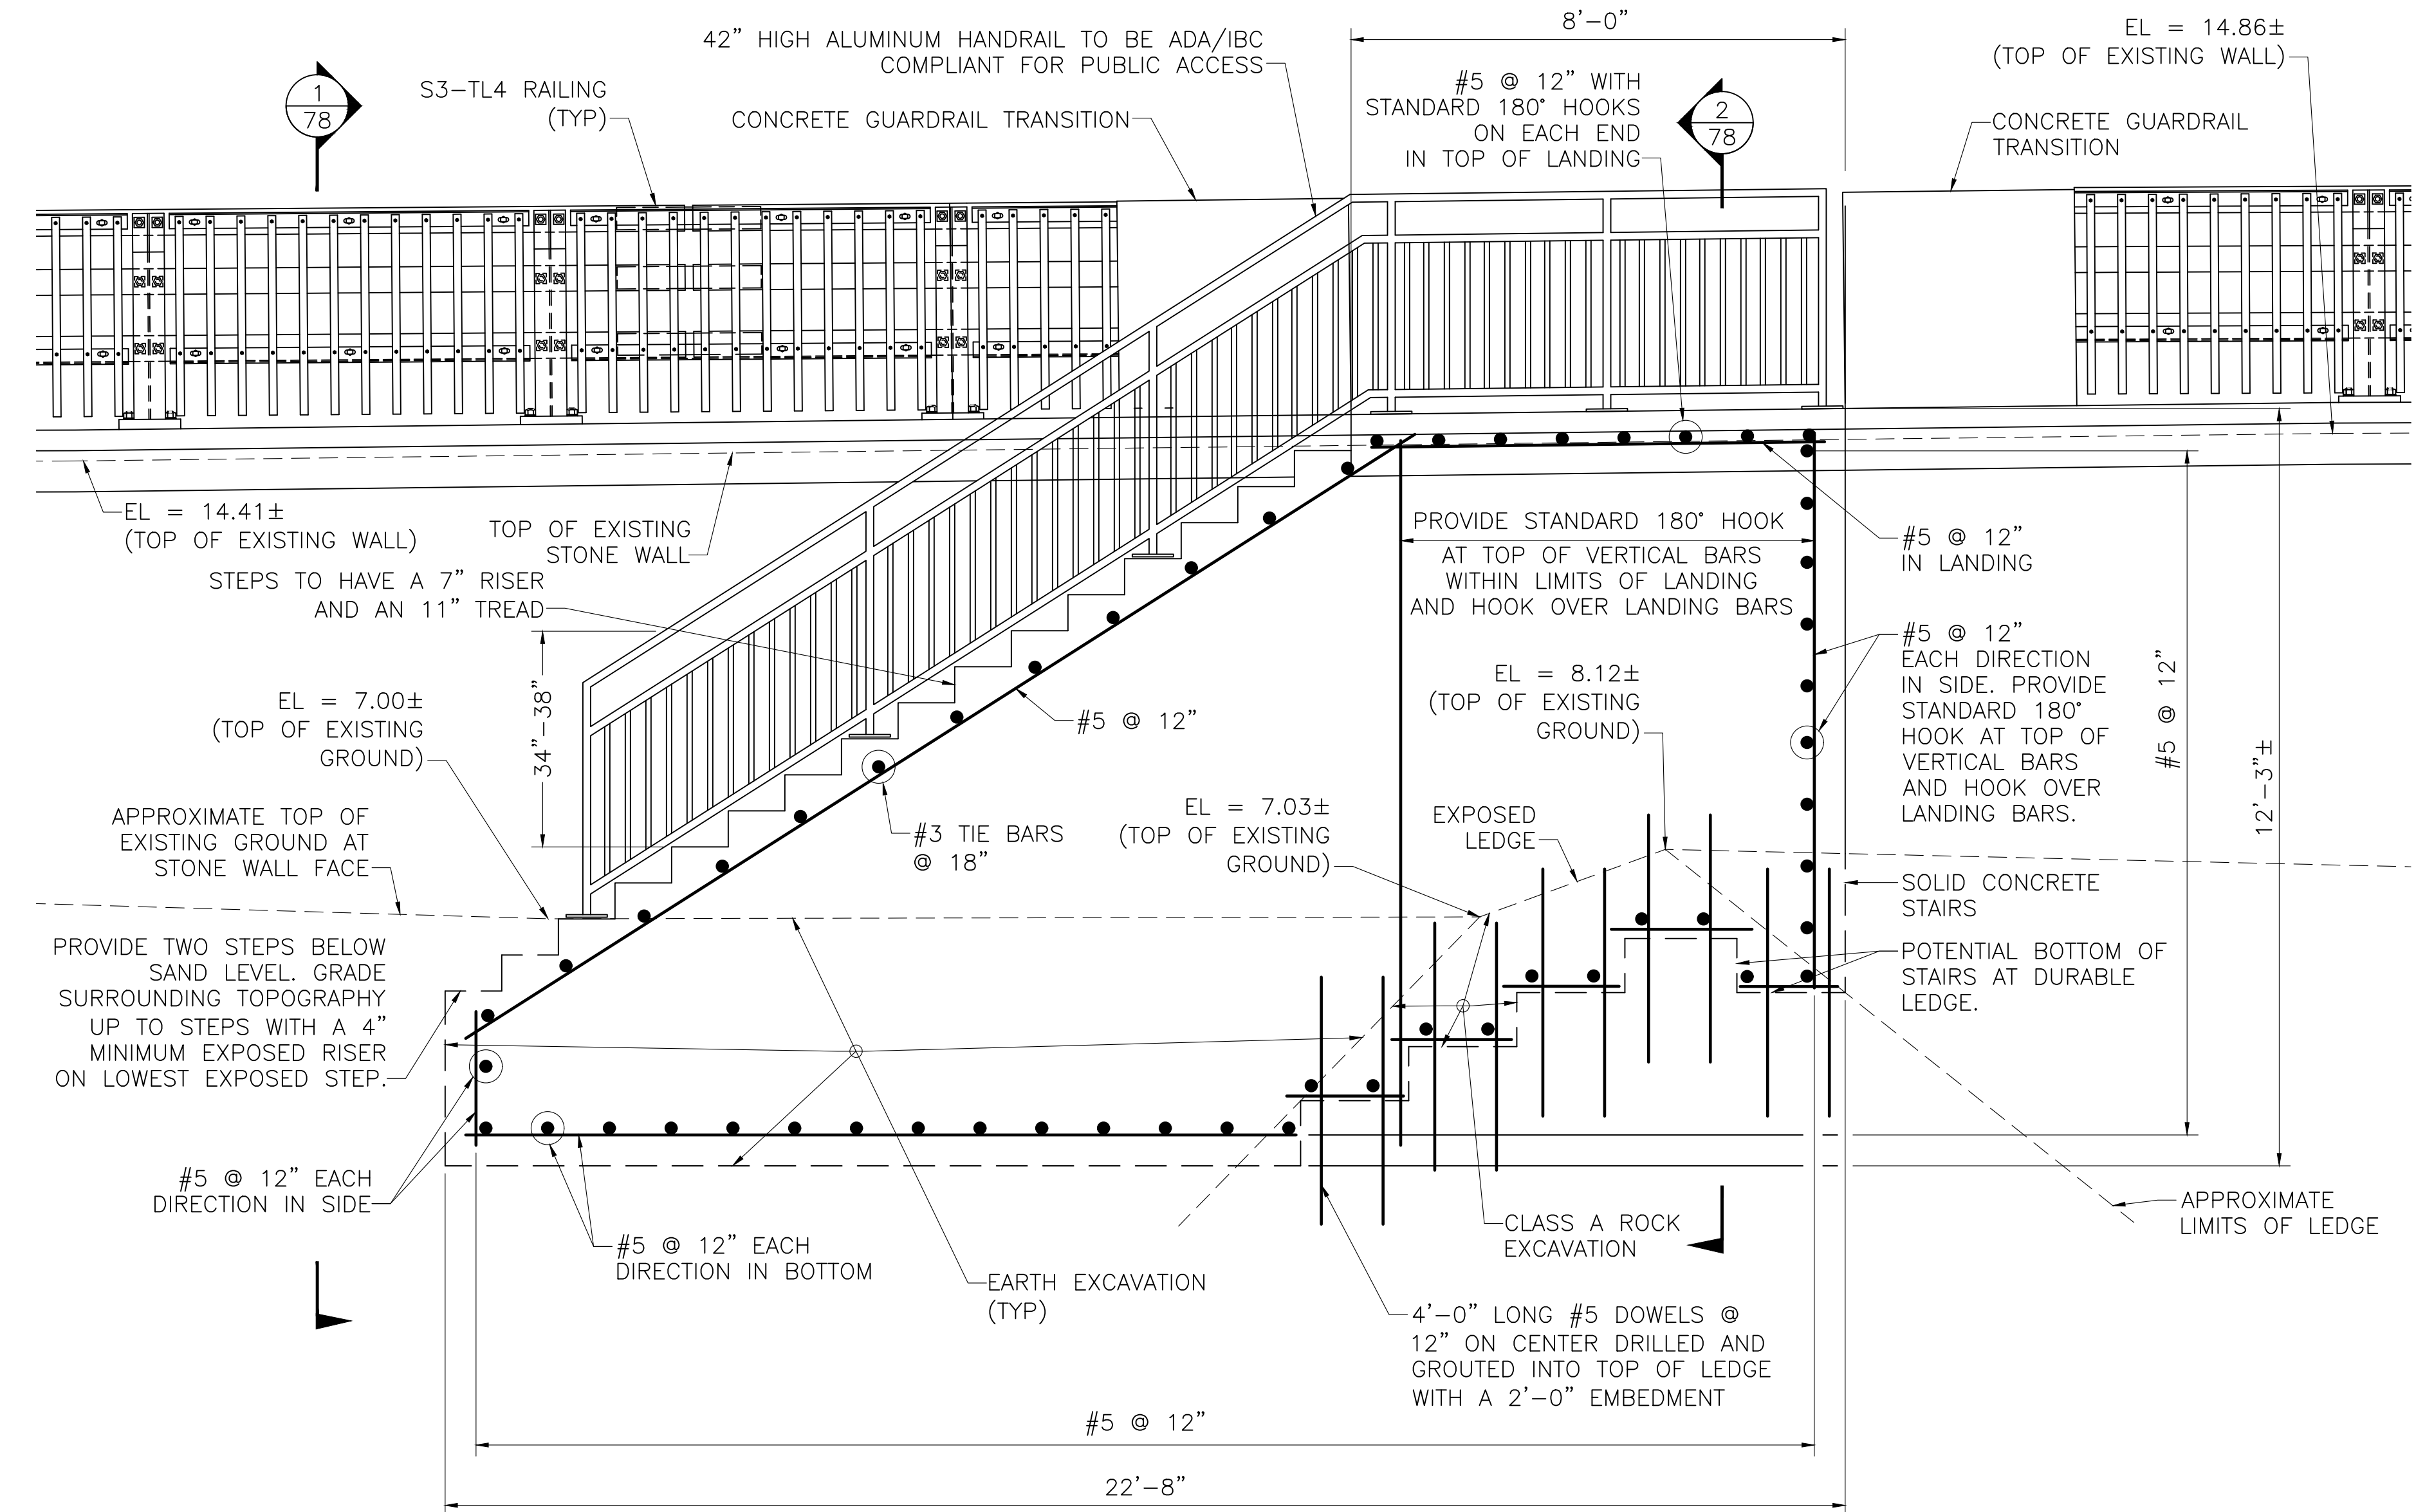 8'-0"
EL = 14.86±
(TOP OF EXISTING WALL)
42" HIGH ALUMINUM HANDRAIL TO BE ADA/IBC
COMPLIANT FOR PUBLIC ACCESS
S3-TL4 RAILING
(TYP)
1
78
CONCRETE GUARDRAIL TRANSITION
#5 @ 12" WITH
STANDARD 180° HOOKS
ON EACH END
IN TOP OF LANDING
2
78
CONCRETE GUARDRAIL
TRANSITION
EL = 14.41±
(TOP OF EXISTING WALL)
TOP OF EXISTING
STONE WALL
STEPS TO HAVE A 7" RISER
AND AN 11" TREAD
PROVIDE STANDARD 180° HOOK
AT TOP OF VERTICAL BARS
WITHIN LIMITS OF LANDING
AND HOOK OVER LANDING BARS
#5 @ 12"
IN LANDING
EL = 7.00±
(TOP OF EXISTING
GROUND)
34"-38"
#5 @ 12"
EL = 8.12±
(TOP OF EXISTING
GROUND)
#5 @ 12"
EACH DIRECTION
IN SIDE. PROVIDE
STANDARD 180°
HOOK AT TOP OF
VERTICAL BARS
AND HOOK OVER
LANDING BARS.
#5 @ 12"
12'-3"±
APPROXIMATE TOP OF
EXISTING GROUND AT
STONE WALL FACE
#3 TIE BARS
@ 18"
EL = 7.03±
(TOP OF EXISTING
GROUND)
EXPOSED
LEDGE
SOLID CONCRETE
STAIRS
PROVIDE TWO STEPS BELOW
SAND LEVEL. GRADE
SURROUNDING TOPOGRAPHY
UP TO STEPS WITH A 4"
MINIMUM EXPOSED RISER
ON LOWEST EXPOSED STEP.
POTENTIAL BOTTOM OF
STAIRS AT DURABLE
LEDGE.
#5 @ 12" EACH
DIRECTION IN SIDE
#5 @ 12" EACH
DIRECTION IN BOTTOM
EARTH EXCAVATION
(TYP)
CLASS A ROCK
EXCAVATION
APPROXIMATE
LIMITS OF LEDGE
4'-0" LONG #5 DOWELS @
12" ON CENTER DRILLED AND
GROUTED INTO TOP OF LEDGE
WITH A 2'-0" EMBEDMENT
#5 @ 12"
22'-8"